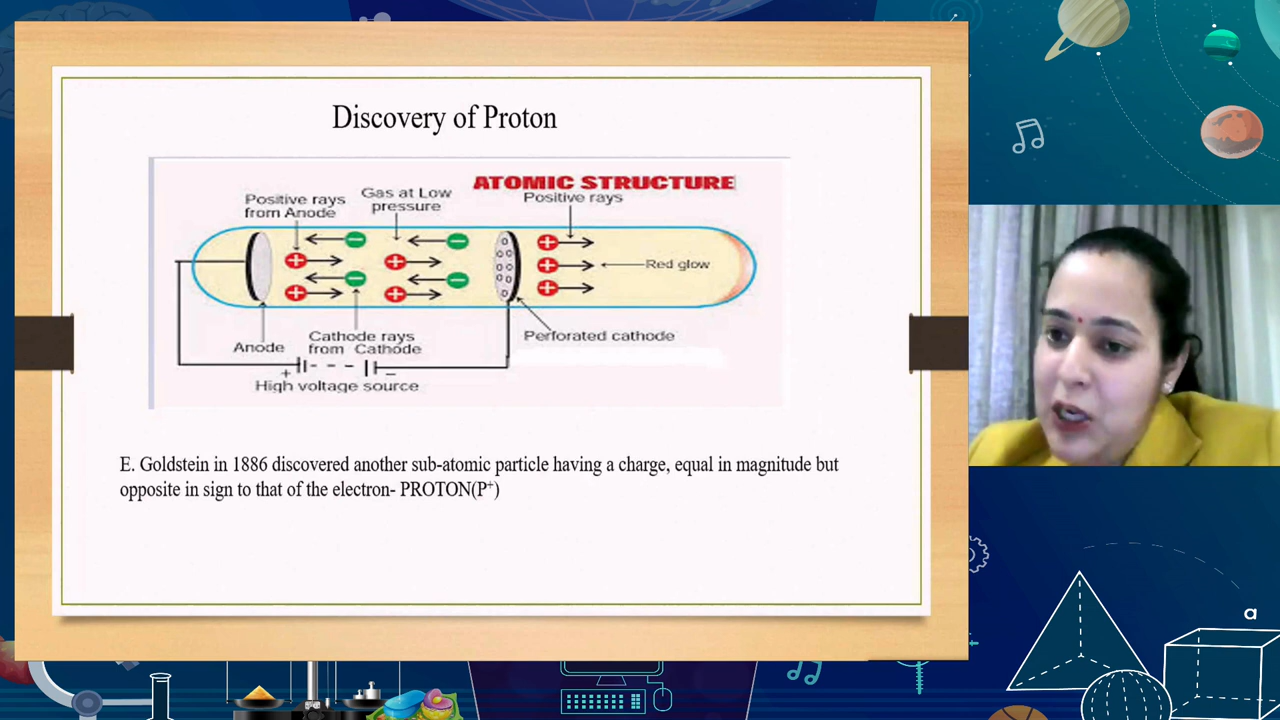 Discovery of Proton
ATOMIC STRUCTURE
Positive rays
from Anode
Gas at Low
pressure
Positive rays
Red glow
Anode
Cathode rays
from Cathode
Perforated cathode
+ –
High voltage source
E. Goldstein in 1886 discovered another sub-atomic particle having a charge, equal in magnitude but
opposite in sign to that of the electron- PROTON(P⁺)
a